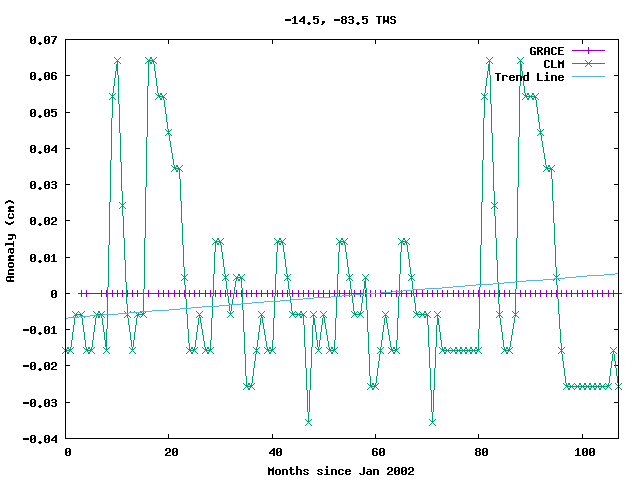 -14.5, -83.5 TWS
GRACE
CLM
Trend Line
0.07
0.06
0.05
0.04
0.03
0.02
0.01
0
-0.01
-0.02
-0.03
-0.04
Anomaly (cm)
0 20 40 60 80 100
Months since Jan 2002